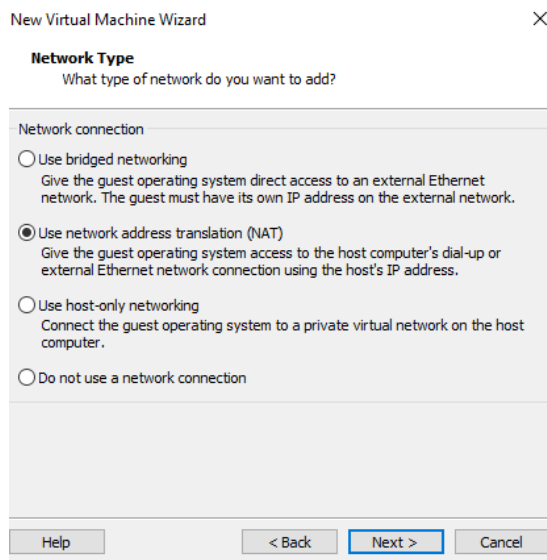 New Virtual Machine Wizard
Network Type
What type of network do you want to add?
Network connection
Use bridged networking
Give the guest operating system direct access to an external Ethernet
network. The guest must have its own IP address on the external network.
Use network address translation (NAT)
Give the guest operating system access to the host computer's dial-up or
external Ethernet network connection using the host's IP address.
Use host-only networking
Connect the guest operating system to a private virtual network on the host
computer.
Do not use a network connection
Help
< Back
Next >
Cancel